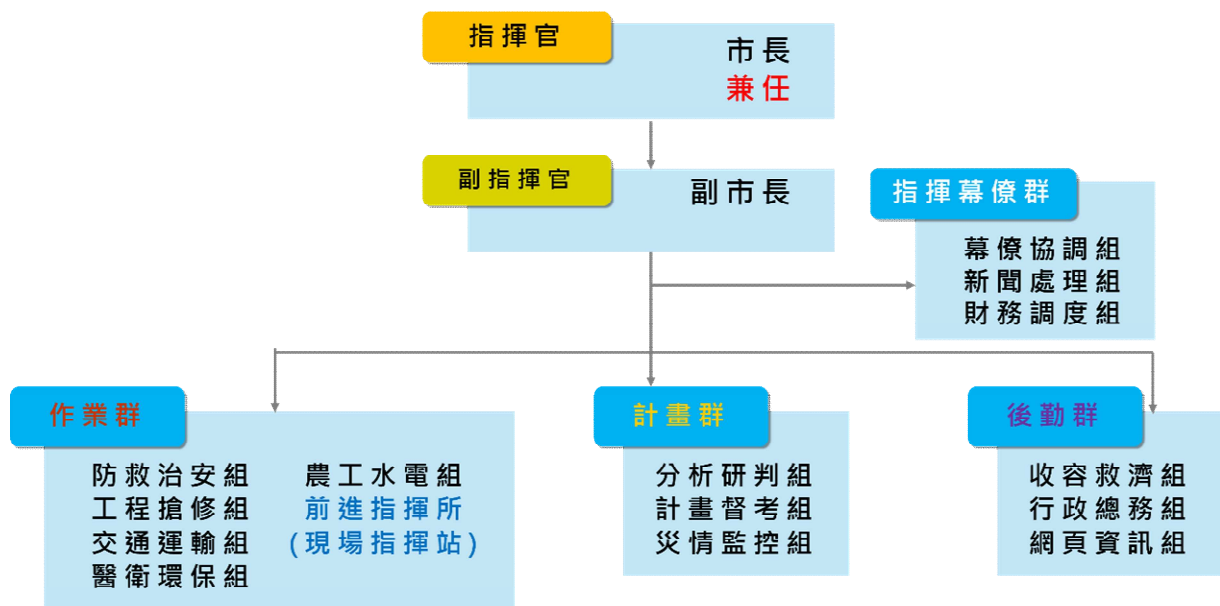 指揮官
市長
兼任
副指揮官
副市長
指揮幕僚群
幕僚協調組
新聞處理組
財務調度組
作業群
防救治安組
工程搶修組
交通運輸組
醫衛環保組
農工水電組
前進指揮所
(現場指揮站)
計畫群
分析研判組
計畫督考組
災情監控組
後勤群
收容救濟組
行政總務組
網頁資訊組